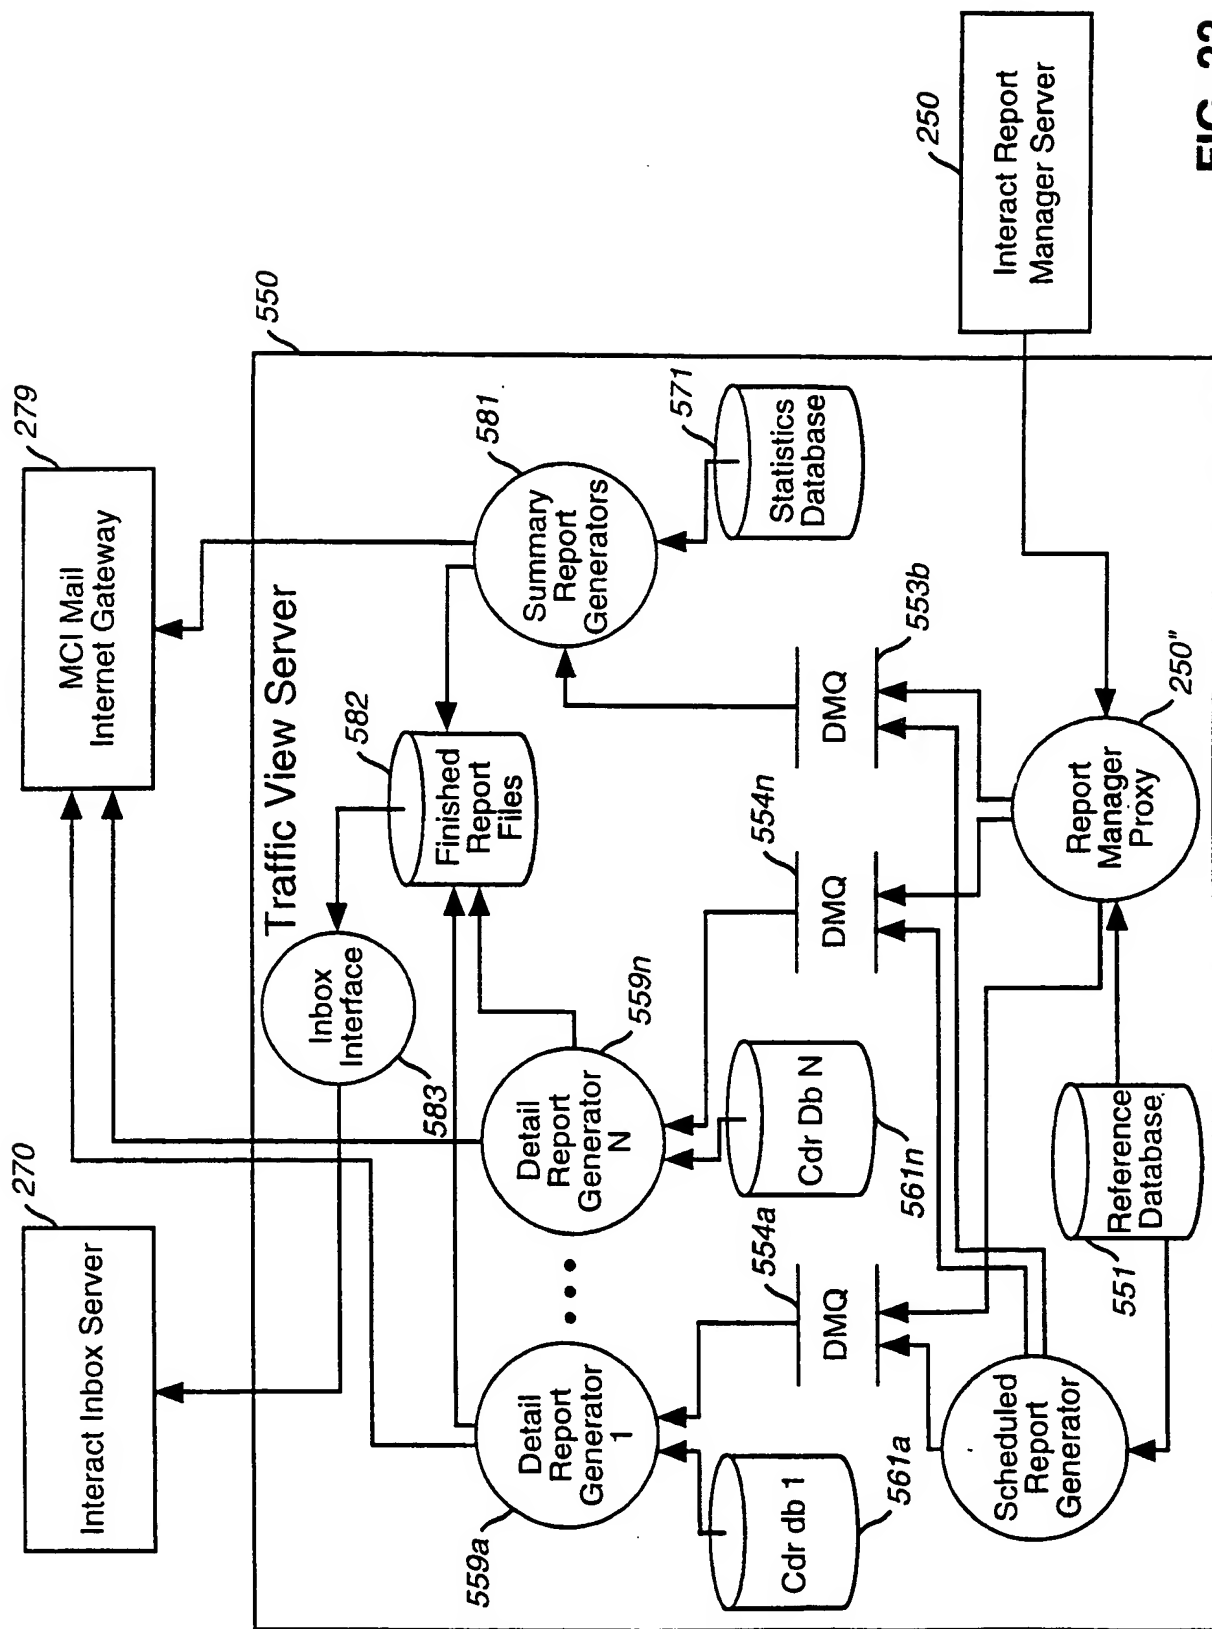 270
Interact Inbox Server
279
MCI Mail
Internet Gateway
550
Traffic View Server
Inbox
Interface
583
582
Finished
Report
Files
581
Summary
Report
Generators
571
Statistics
Database
559a
Detail
Report
Generator
1
559n
Detail
Report
Generator
N
Cdr db 1
561a
554a
DMQ
Cdr Db N
561n
554n
DMQ
553b
DMQ
Scheduled
Report
Generator
551
Reference
Database
Report
Manager
Proxy
250"
250
Interact Report
Manager Server
FIG.